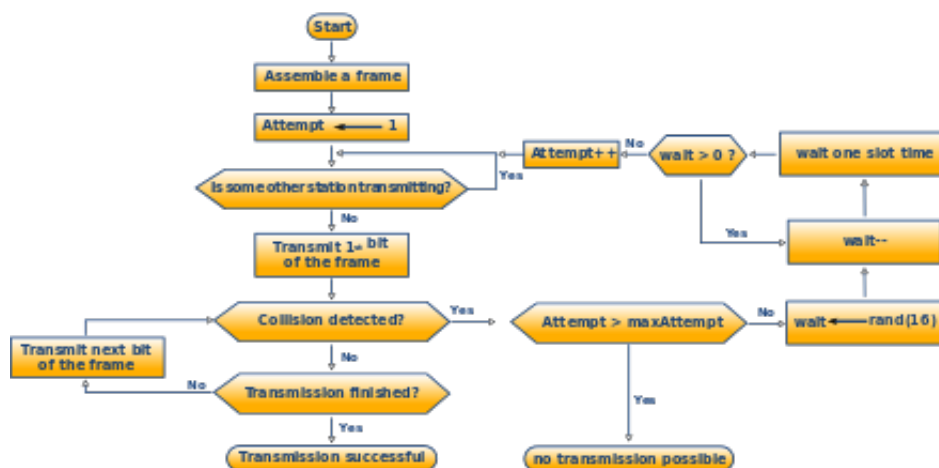 Start
Assemble a frame
Attempt ← 1
Attempt++
No
wait > 0 ?
wait one slot time
Is some other station transmitting?
Yes
No
Yes
wait--
Transmit 1st bit
of the frame
Collision detected?
Yes
Attempt > maxAttempt
No
wait ← rand(16)
Transmit next bit
of the frame
No
No
Transmission finished?
Yes
Yes
Transmission successful
no transmission possible